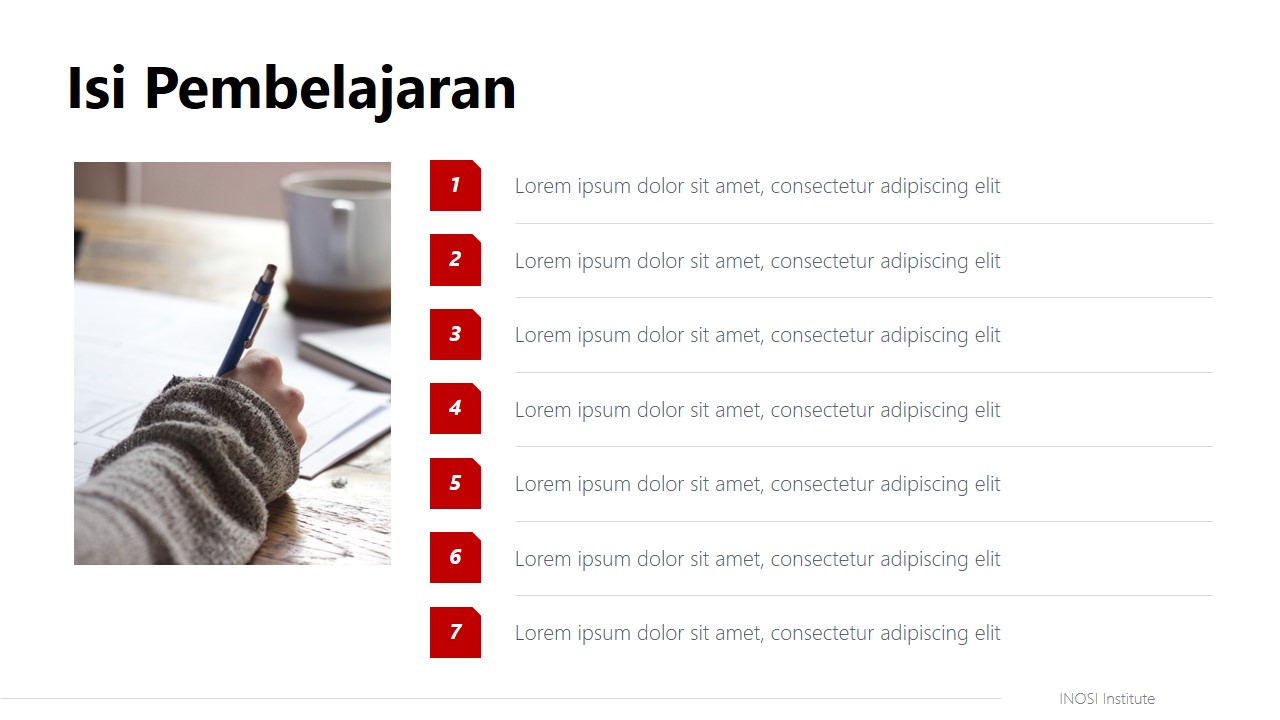 Isi Pembelajaran
1
Lorem ipsum dolor sit amet, consectetur adipiscing elit
2
Lorem ipsum dolor sit amet, consectetur adipiscing elit
3
Lorem ipsum dolor sit amet, consectetur adipiscing elit
4
Lorem ipsum dolor sit amet, consectetur adipiscing elit
5
Lorem ipsum dolor sit amet, consectetur adipiscing elit
6
Lorem ipsum dolor sit amet, consectetur adipiscing elit
7
Lorem ipsum dolor sit amet, consectetur adipiscing elit
INOSI Institute